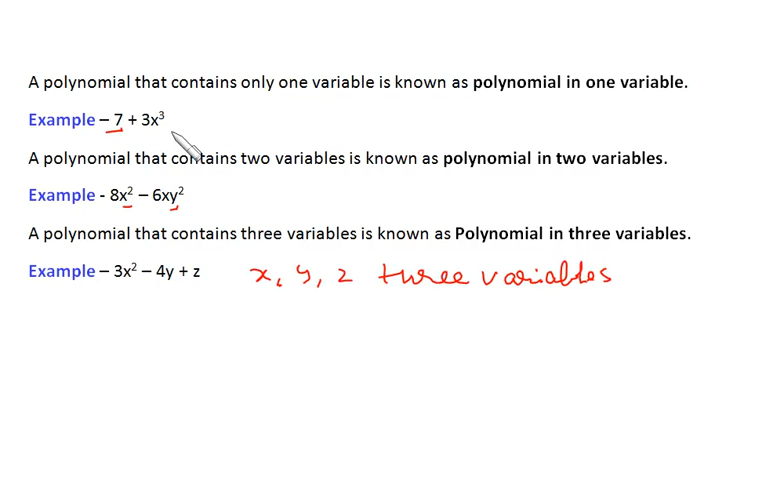 A polynomial that contains only one variable is known as polynomial in one variable.
Example – 7 + 3x³
A polynomial that contains two variables is known as polynomial in two variables.
Example - 8x² – 6xy²
A polynomial that contains three variables is known as Polynomial in three variables.
Example – 3x² – 4y + z x, y, z three variables